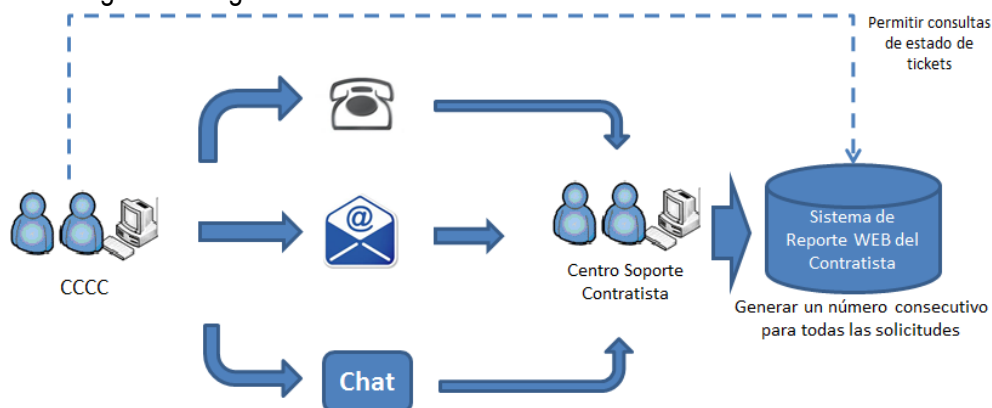 Permitir consultas
de estado de
tickets
@
CCCC
Centro Soporte
Contratista
Sistema de
Reporte WEB del
Contratista
Generar un número consecutivo
para todas las solicitudes
Chat